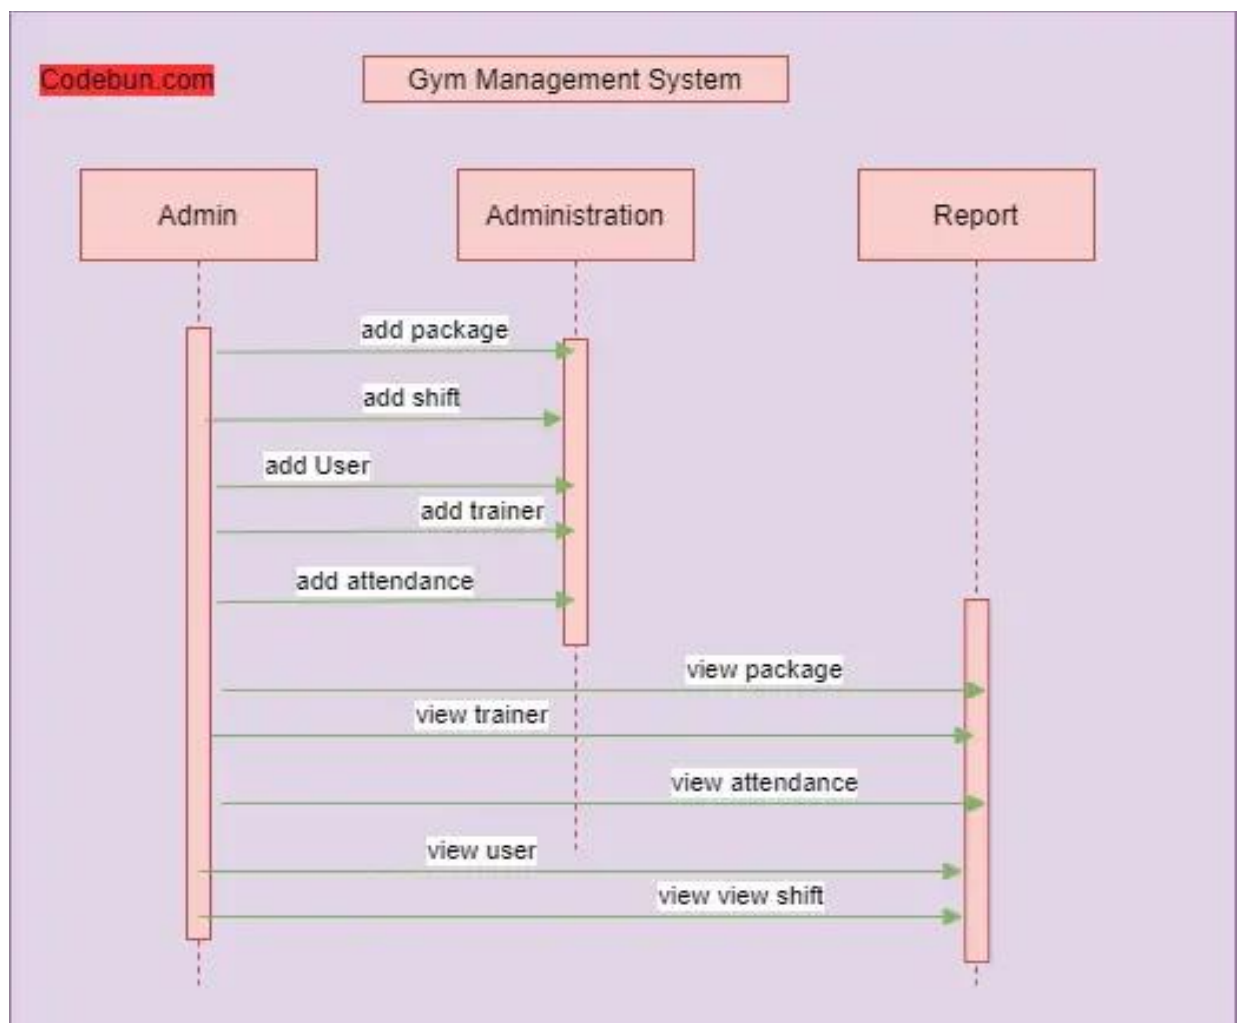 Codebun.com
Gym Management System
Admin
Administration
Report
add package
add shift
add User
add trainer
add attendance
view package
view trainer
view attendance
view user
view view shift